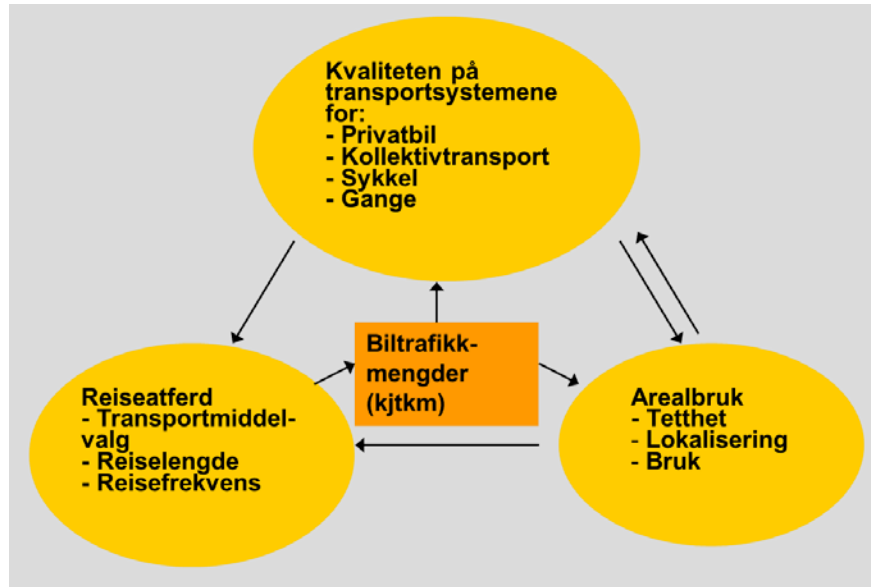 Kvaliteten på
transportsystemene
for:
- Privatbil
- Kollektivtransport
- Sykkel
- Gange
Biltrafikk-
mengder
(kjtkm)
Reiseatferd
- Transportmiddel-
valg
- Reiselengde
- Reisefrekvens
Arealbruk
- Tetthet
- Lokalisering
- Bruk